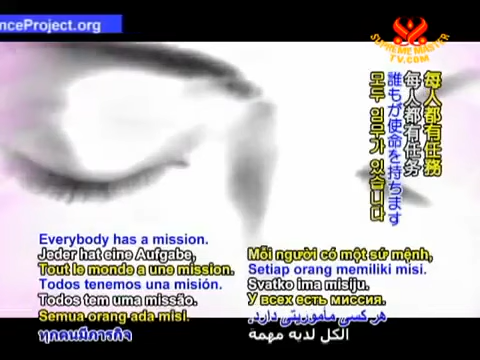 nceProject.org
SUPREME MASTER
TV.COM
每人都有任務
每人都有任务
誰もが使命を持ちます
모두 임무가 있습니다
Everybody has a mission.
Jeder hat eine Aufgabe,
Tout le monde a une mission.
Todos tenemos una misión.
Todos tem uma missão.
Semua orang ada misi.
ทุกคนมีภารกิจ
Mỗi người có một sứ mệnh,
Setiap orang memiliki misi.
Svatko ima misiju.
У всех есть миссия.
هر کسی مأموریتی دارد.
الكل لديه مهمة